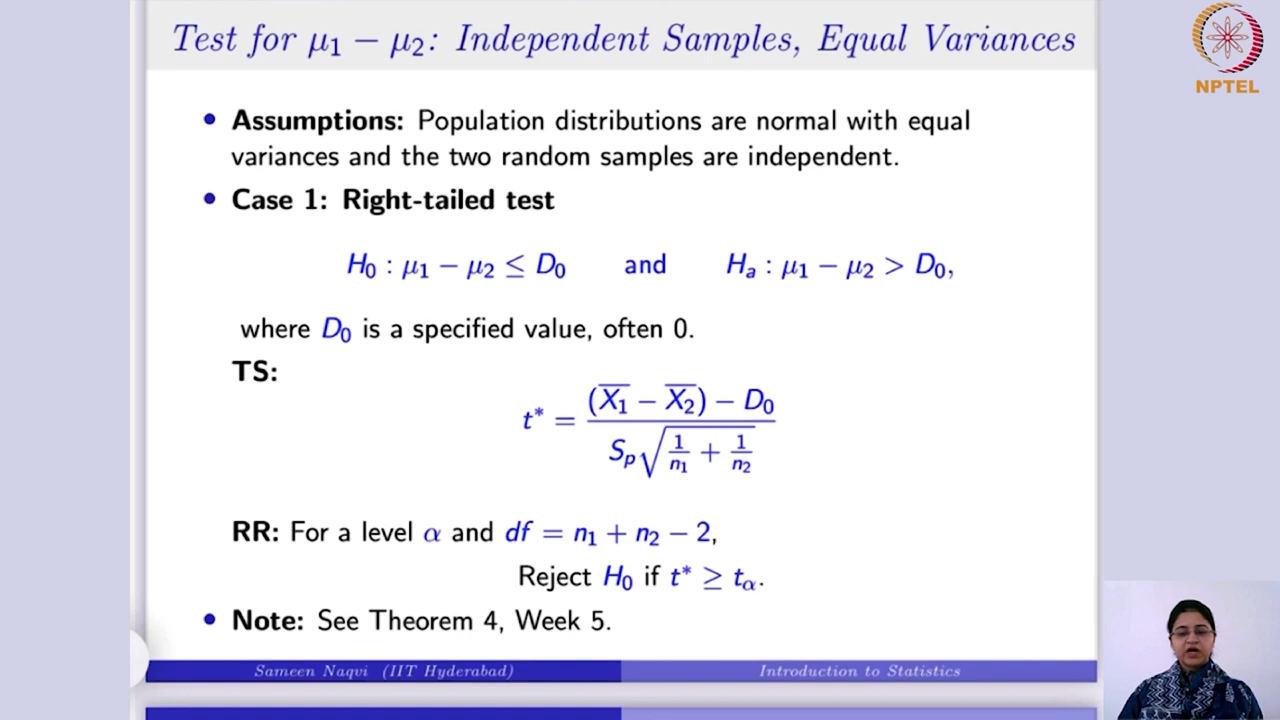 Test for μ₁ − μ₂: Independent Samples, Equal Variances
NPTEL
• Assumptions: Population distributions are normal with equal
variances and the two random samples are independent.
• Case 1: Right-tailed test
H₀ : μ₁ − μ₂ ≤ D₀ and Hₐ : μ₁ − μ₂ > D₀,
where D₀ is a specified value, often 0.
TS:
t* = ((X̅₁ − X̅₂) − D₀) / (Sₚ √(1/n₁ + 1/n₂))
RR: For a level α and df = n₁ + n₂ − 2,
Reject H₀ if t* ≥ t_α.
• Note: See Theorem 4, Week 5.
Sameen Naqvi (IIT Hyderabad) Introduction to Statistics